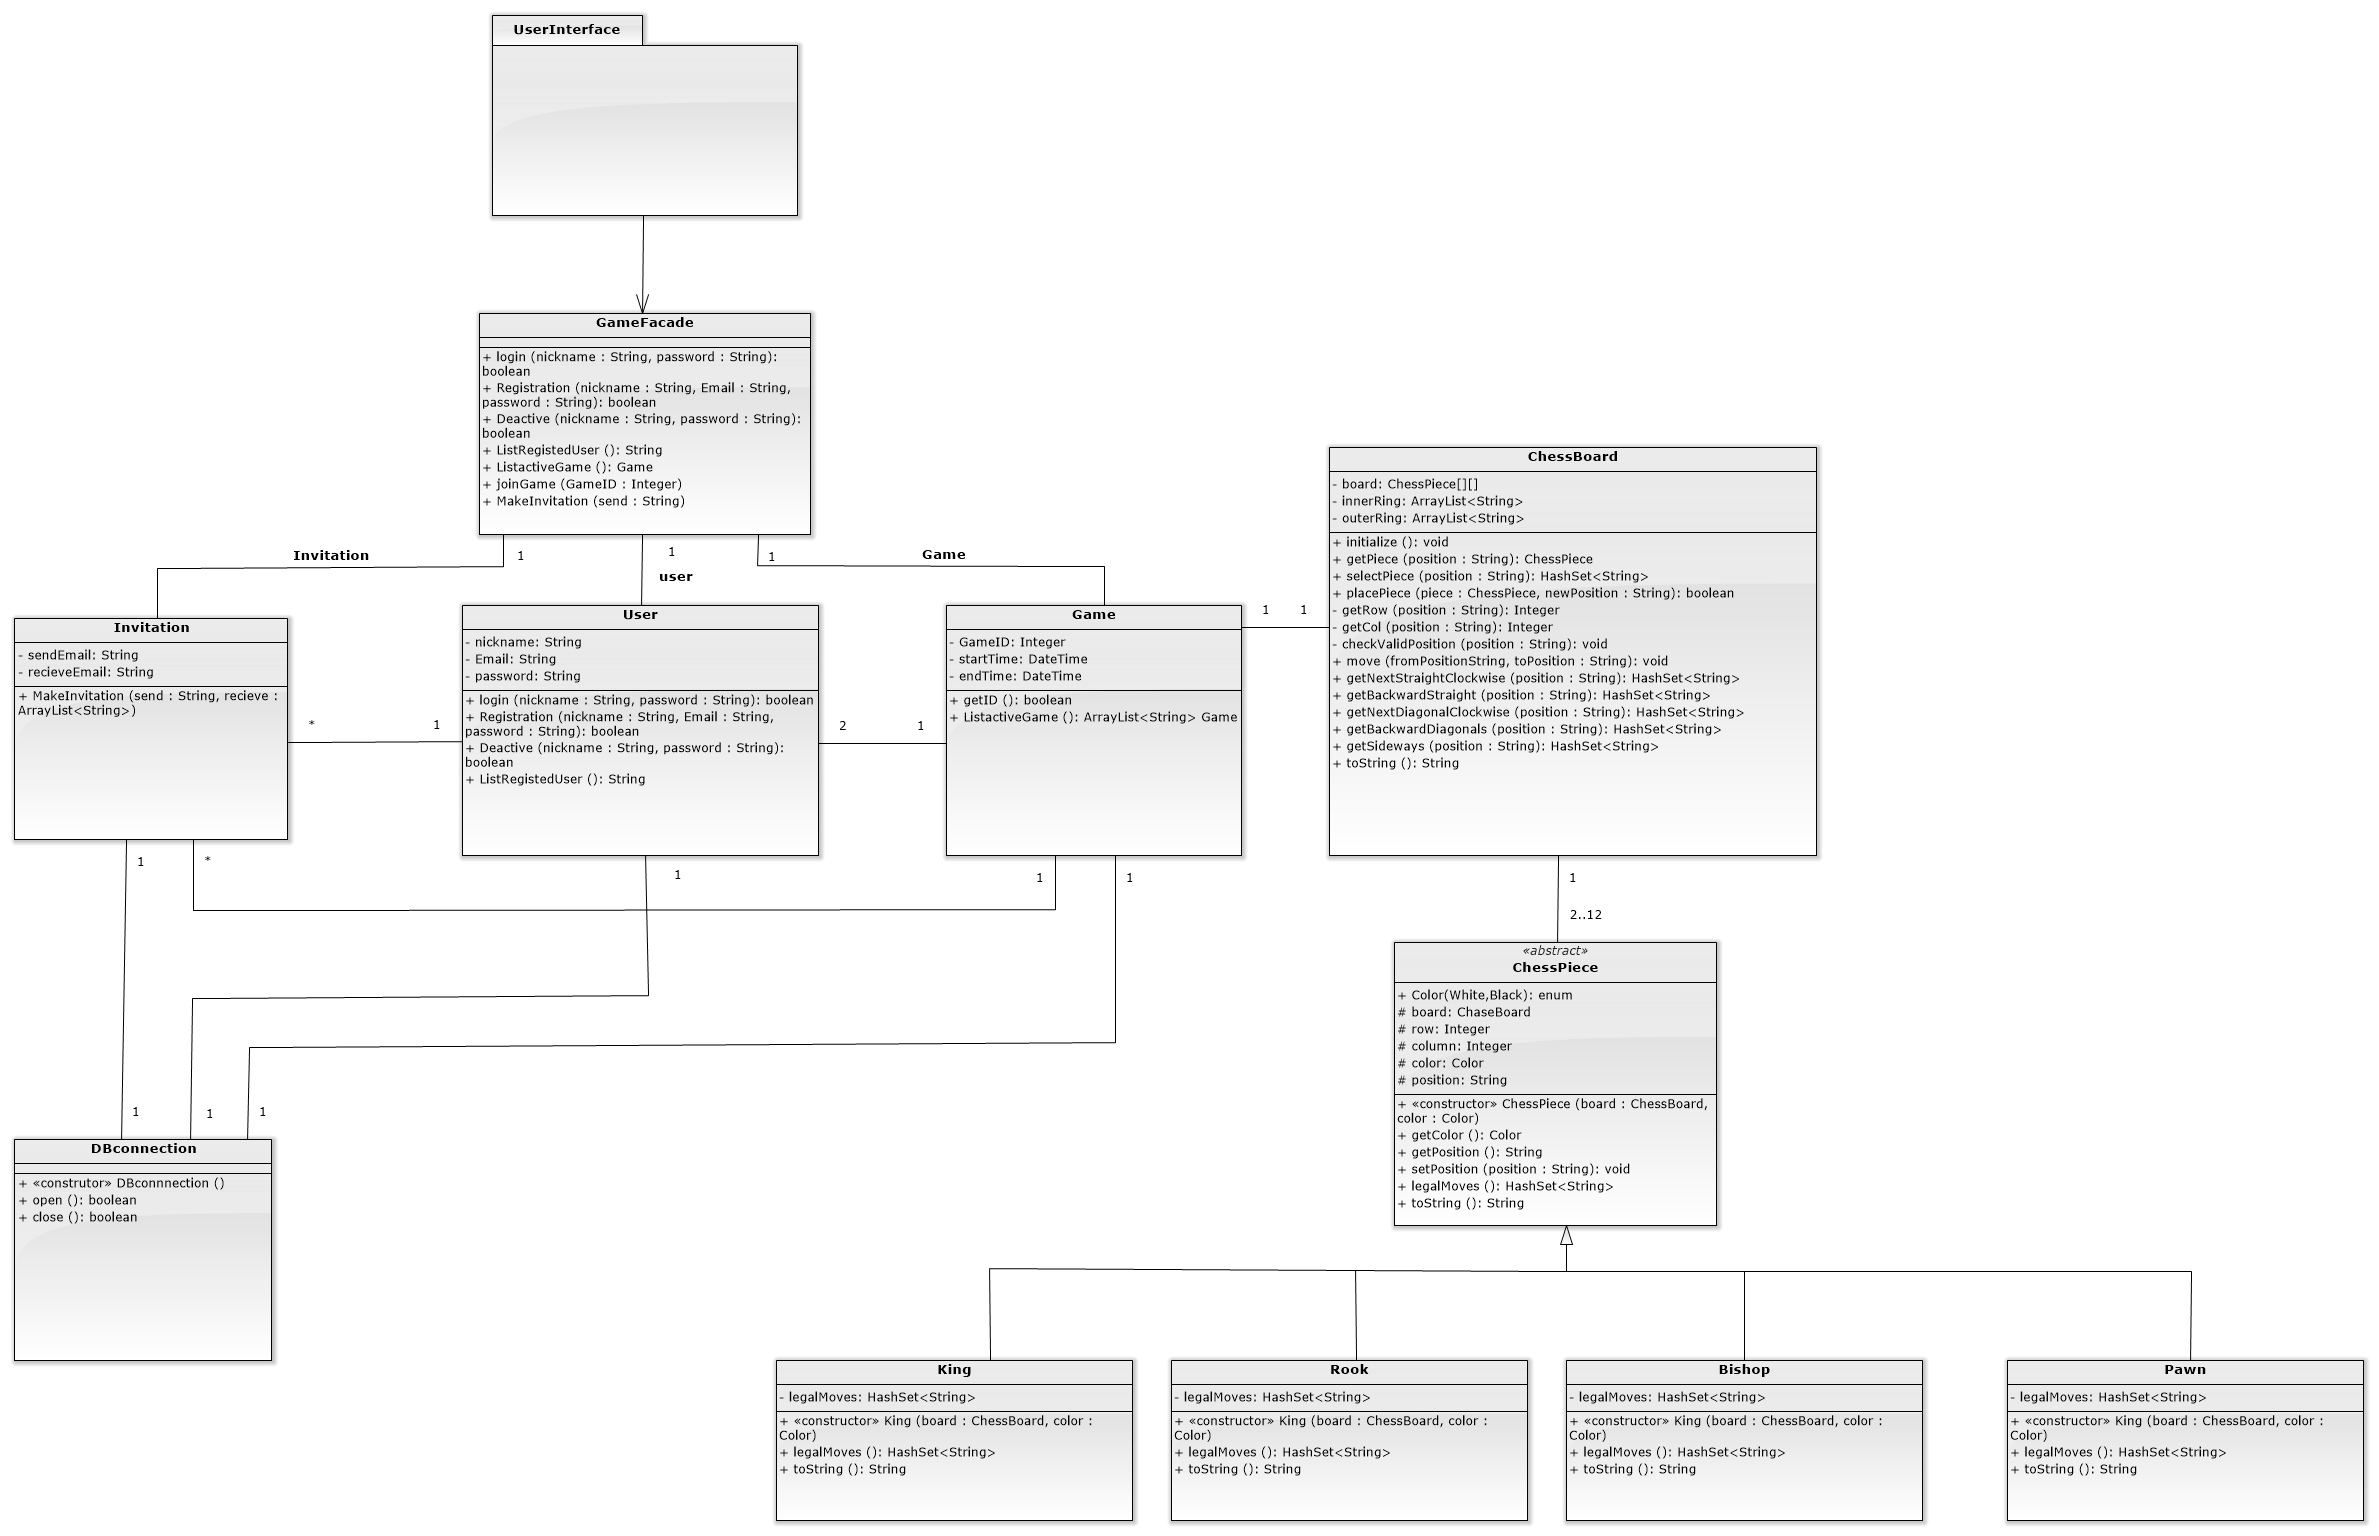 UserInterface
GameFacade
+ login (nickname : String, password : String):
boolean
+ Registration (nickname : String, Email : String,
password : String): boolean
+ Deactive (nickname : String, password : String):
boolean
+ ListRegistedUser (): String
+ ListactiveGame (): Game
+ joinGame (GameID : Integer)
+ MakeInvitation (send : String)
Invitation
1
1
user
1
Game
Invitation
- sendEmail: String
- recieveEmail: String
+ MakeInvitation (send : String, recieve :
ArrayList<String>)
*
1
User
- nickname: String
- Email: String
- password: String
+ login (nickname : String, password : String): boolean
+ Registration (nickname : String, Email : String,
password : String): boolean
+ Deactive (nickname : String, password : String):
boolean
+ ListRegistedUser (): String
2
1
Game
- GameID: Integer
- startTime: DateTime
- endTime: DateTime
+ getID (): boolean
+ ListactiveGame (): ArrayList<String> Game
1
1
ChessBoard
- board: ChessPiece[][]
- innerRing: ArrayList<String>
- outerRing: ArrayList<String>
+ initialize (): void
+ getPiece (position : String): ChessPiece
+ selectPiece (position : String): HashSet<String>
+ placePiece (piece : ChessPiece, newPosition : String): boolean
- getRow (position : String): Integer
- getCol (position : String): Integer
- checkValidPosition (position : String): void
+ move (fromPositionString, toPosition : String): void
+ getNextStraightClockwise (position : String): HashSet<String>
+ getBackwardStraight (position : String): HashSet<String>
+ getNextDiagonalClockwise (position : String): HashSet<String>
+ getBackwardDiagonals (position : String): HashSet<String>
+ getSideways (position : String): HashSet<String>
+ toString (): String
1
*
1
1
1
1
2..12
«abstract»
ChessPiece
+ Color(White,Black): enum
# board: ChaseBoard
# row: Integer
# column: Integer
# color: Color
# position: String
+ «constructor» ChessPiece (board : ChessBoard,
color : Color)
+ getColor (): Color
+ getPosition (): String
+ setPosition (position : String): void
+ legalMoves (): HashSet<String>
+ toString (): String
1
1
1
DBconnection
+ «construtor» DBconnnection ()
+ open (): boolean
+ close (): boolean
King
- legalMoves: HashSet<String>
+ «constructor» King (board : ChessBoard, color :
Color)
+ legalMoves (): HashSet<String>
+ toString (): String
Rook
- legalMoves: HashSet<String>
+ «constructor» King (board : ChessBoard, color :
Color)
+ legalMoves (): HashSet<String>
+ toString (): String
Bishop
- legalMoves: HashSet<String>
+ «constructor» King (board : ChessBoard, color :
Color)
+ legalMoves (): HashSet<String>
+ toString (): String
Pawn
- legalMoves: HashSet<String>
+ «constructor» King (board : ChessBoard, color :
Color)
+ legalMoves (): HashSet<String>
+ toString (): String